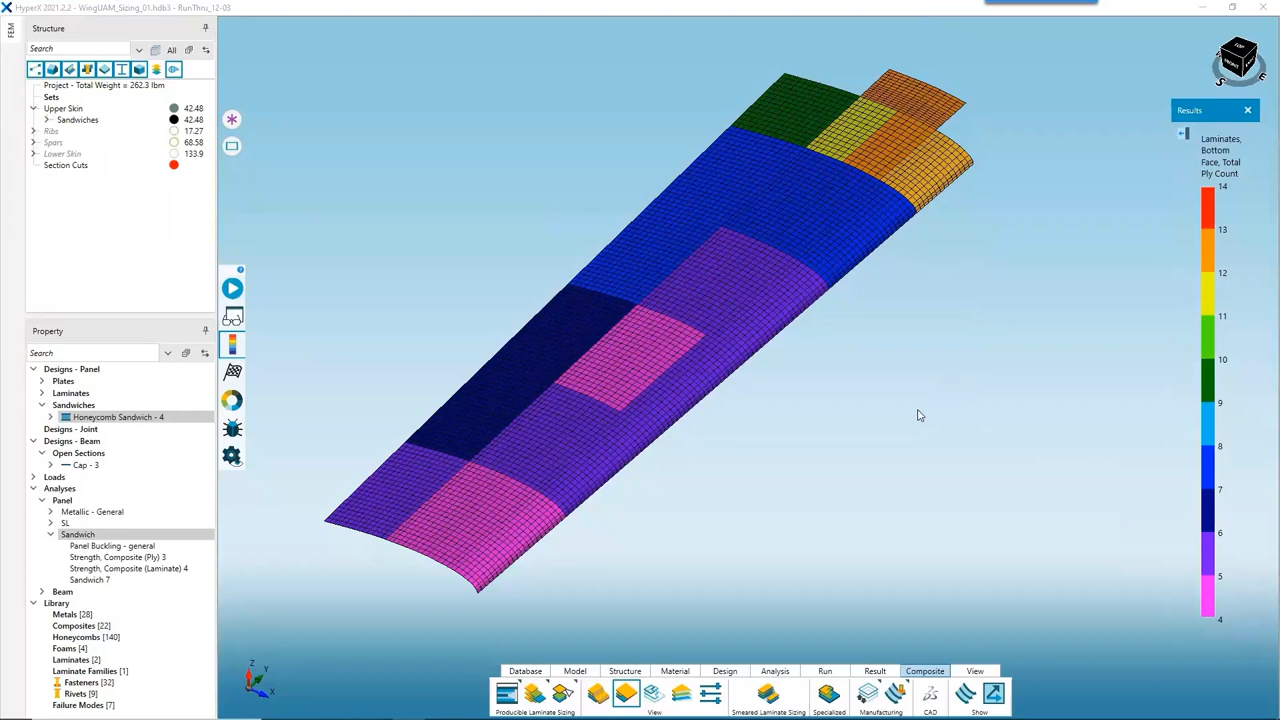 HyperX 2021.2.2 - WingUAM_Sizing_01.hdb3 - RunThru_12-03
FEM
Structure
Search
All
Project - Total Weight = 262.3 lbm
Sets
Upper Skin 42.48
Sandwiches 42.48
Ribs 17.27
Spars 68.58
Lower Skin 133.9
Section Cuts
Property
Search
Designs - Panel
Plates
Laminates
Sandwiches
Honeycomb Sandwich - 4
Designs - Joint
Designs - Beam
Open Sections
Cap - 3
Loads
Analyses
Panel
Metallic - General
SL
Sandwich
Panel Buckling - general
Strength, Composite (Ply) 3
Strength, Composite (Laminate) 4
Sandwich 7
Beam
Library
Metals [28]
Composites [22]
Honeycombs [140]
Foams [4]
Laminates [2]
Laminate Families [1]
Fasteners [32]
Rivets [9]
Failure Modes [7]
TOP
FRONT
S
E
Results
Laminates,
Bottom
Face, Total
Ply Count
14
13
12
11
10
9
8
7
6
5
4
Z
Y
X
Database Model Structure Material Design Analysis Run Result Composite View
Producible Laminate Sizing View Smeared Laminate Sizing Specialized Manufacturing CAD Show